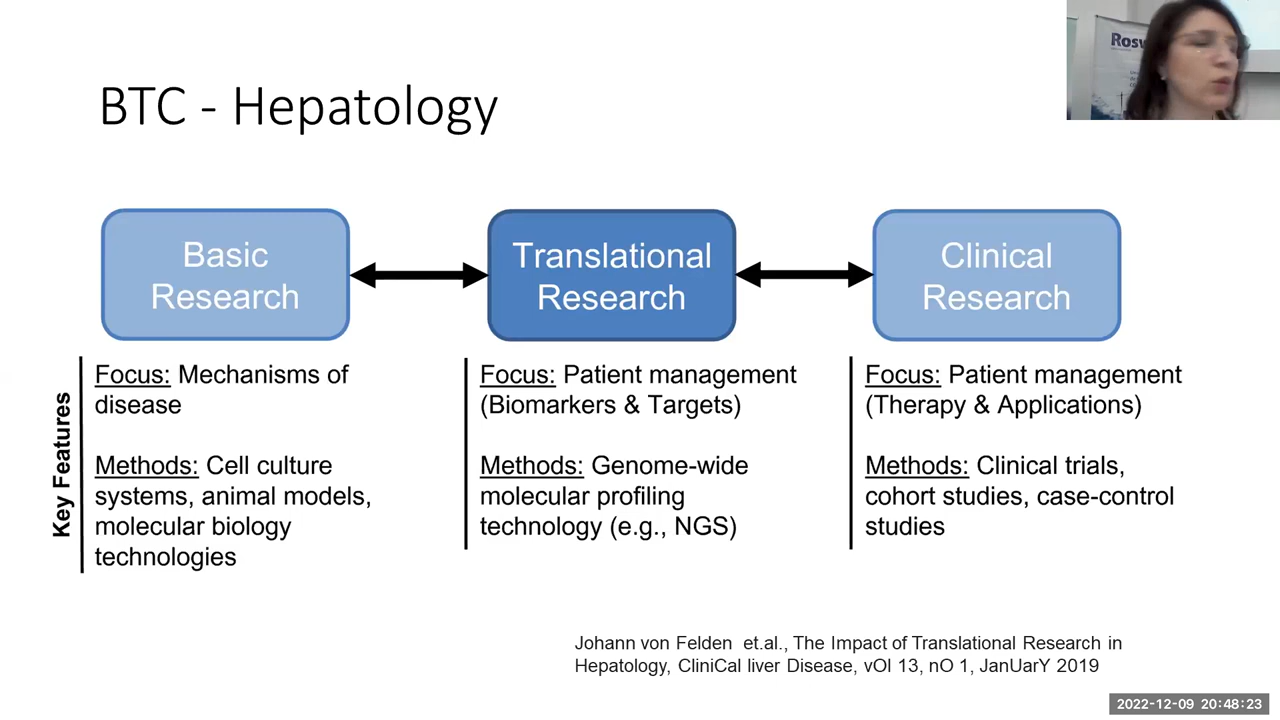 BTC - Hepatology
Basic
Research
Translational
Research
Clinical
Research
Key Features
Focus: Mechanisms of
disease
Methods: Cell culture
systems, animal models,
molecular biology
technologies
Focus: Patient management
(Biomarkers & Targets)
Methods: Genome-wide
molecular profiling
technology (e.g., NGS)
Focus: Patient management
(Therapy & Applications)
Methods: Clinical trials,
cohort studies, case-control
studies
Johann von Felden et.al., The Impact of Translational Research in
Hepatology, CliniCal liver Disease, vOl 13, nO 1, JanUarY 2019
2022-12-09 20:48:23